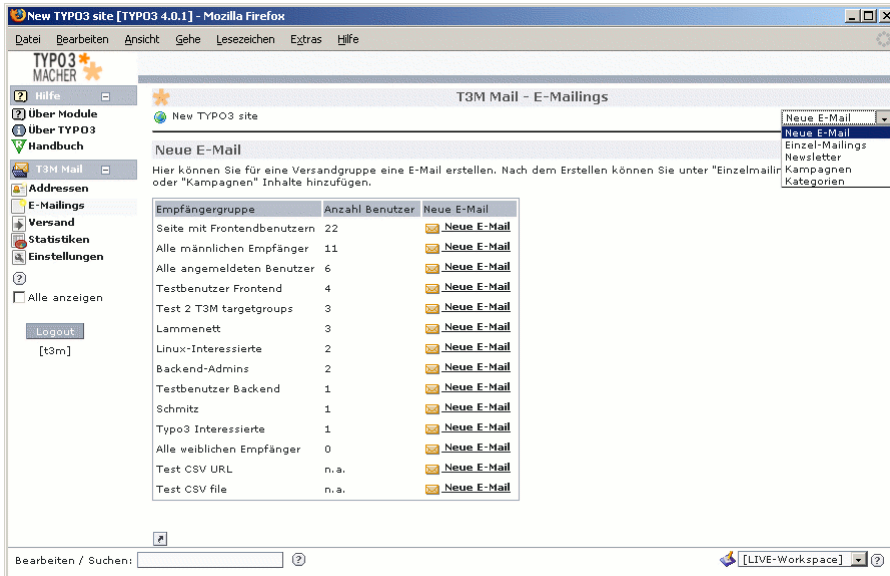 New TYPO3 site [TYPO3 4.0.1] - Mozilla Firefox
Datei Bearbeiten Ansicht Gehe Lesezeichen Extras Hilfe
TYPO3
MACHER
Hilfe
Über Module
Über TYPO3
Handbuch
T3M Mail
Addressen
E-Mailings
Versand
Statistiken
Einstellungen
Alle anzeigen
Logout
[t3m]
T3M Mail - E-Mailings
New TYPO3 site
Neue E-Mail
Neue E-Mail
Einzel-Mailings
Newsletter
Kampagnen
Kategorien
Neue E-Mail
Hier können Sie für eine Versandgruppe eine E-Mail erstellen. Nach dem Erstellen können Sie unter "Einzelmailin
oder "Kampagnen" Inhalte hinzufügen.
Empfängergruppe Anzahl Benutzer Neue E-Mail
Seite mit Frontendbenutzern 22 Neue E-Mail
Alle männlichen Empfänger 11 Neue E-Mail
Alle angemeldeten Benutzer 6 Neue E-Mail
Testbenutzer Frontend 4 Neue E-Mail
Test 2 T3M targetgroups 3 Neue E-Mail
Lammenett 3 Neue E-Mail
Linux-Interessierte 2 Neue E-Mail
Backend-Admins 2 Neue E-Mail
Testbenutzer Backend 1 Neue E-Mail
Schmitz 1 Neue E-Mail
Typo3 Interessierte 1 Neue E-Mail
Alle weiblichen Empfänger 0 Neue E-Mail
Test CSV URL n.a. Neue E-Mail
Test CSV file n.a. Neue E-Mail
Bearbeiten / Suchen:
[LIVE-Workspace]